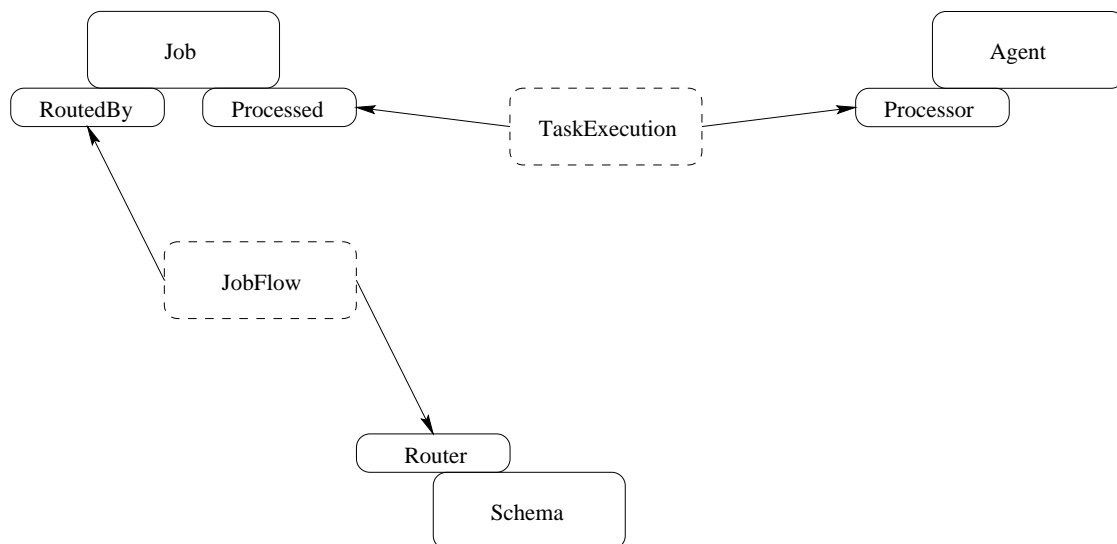 Job
Agent
RoutedBy
Processed
Processor
TaskExecution
JobFlow
Router
Schema